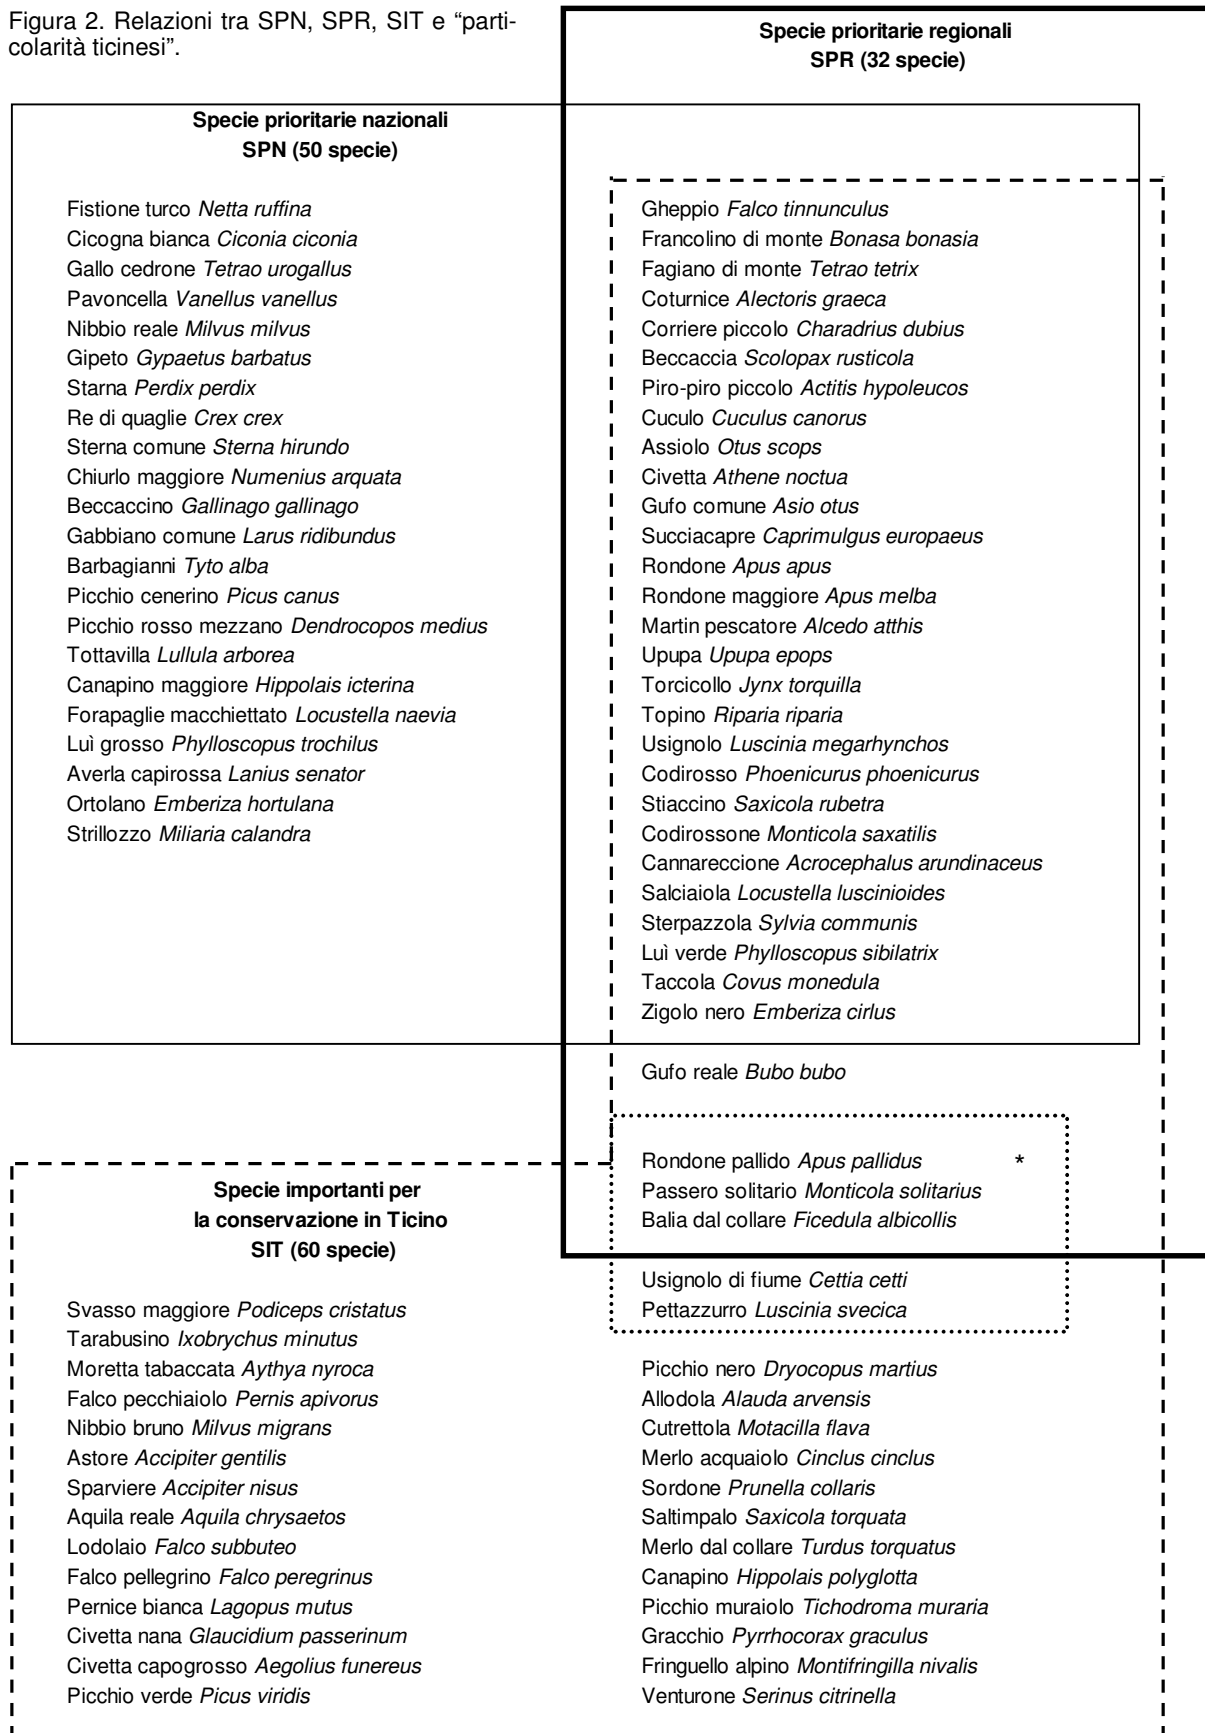 Figura 2. Relazioni tra SPN, SPR, SIT e “parti-
colarità ticinesi”.
Specie prioritarie regionali
SPR (32 specie)
Specie prioritarie nazionali
SPN (50 specie)
Fistione turco Netta ruffina
Cicogna bianca Ciconia ciconia
Gallo cedrone Tetrao urogallus
Pavoncella Vanellus vanellus
Nibbio reale Milvus milvus
Gipeto Gypaetus barbatus
Starna Perdix perdix
Re di quaglie Crex crex
Sterna comune Sterna hirundo
Chiurlo maggiore Numenius arquata
Beccaccino Gallinago gallinago
Gabbiano comune Larus ridibundus
Barbagianni Tyto alba
Picchio cenerino Picus canus
Picchio rosso mezzano Dendrocopos medius
Tottavilla Lullula arborea
Canapino maggiore Hippolais icterina
Forapaglie macchiettato Locustella naevia
Luì grosso Phylloscopus trochilus
Averla capirossa Lanius senator
Ortolano Emberiza hortulana
Strillozzo Miliaria calandra
Gheppio Falco tinnunculus
Francolino di monte Bonasa bonasia
Fagiano di monte Tetrao tetrix
Coturnice Alectoris graeca
Corriere piccolo Charadrius dubius
Beccaccia Scolopax rusticola
Piro-piro piccolo Actitis hypoleucos
Cuculo Cuculus canorus
Assiolo Otus scops
Civetta Athene noctua
Gufo comune Asio otus
Succiacapre Caprimulgus europaeus
Rondone Apus apus
Rondone maggiore Apus melba
Martin pescatore Alcedo atthis
Upupa Upupa epops
Torcicollo Jynx torquilla
Topino Riparia riparia
Usignolo Luscinia megarhynchos
Codirosso Phoenicurus phoenicurus
Stiaccino Saxicola rubetra
Codirossone Monticola saxatilis
Cannareccione Acrocephalus arundinaceus
Salciaiola Locustella luscinioides
Sterpazzola Sylvia communis
Luì verde Phylloscopus sibilatrix
Taccola Covus monedula
Zigolo nero Emberiza cirlus
Gufo reale Bubo bubo
Rondone pallido Apus pallidus *
Passero solitario Monticola solitarius
Balia dal collare Ficedula albicollis
Usignolo di fiume Cettia cetti
Pettazzurro Luscinia svecica
Specie importanti per
la conservazione in Ticino
SIT (60 specie)
Svasso maggiore Podiceps cristatus
Tarabusino Ixobrychus minutus
Moretta tabaccata Aythya nyroca
Falco pecchiaiolo Pernis apivorus
Nibbio bruno Milvus migrans
Astore Accipiter gentilis
Sparviere Accipiter nisus
Aquila reale Aquila chrysaetos
Lodolaio Falco subbuteo
Falco pellegrino Falco peregrinus
Pernice bianca Lagopus mutus
Civetta nana Glaucidium passerinum
Civetta capogrosso Aegolius funereus
Picchio verde Picus viridis
Picchio nero Dryocopus martius
Allodola Alauda arvensis
Cutrettola Motacilla flava
Merlo acquaiolo Cinclus cinclus
Sordone Prunella collaris
Saltimpalo Saxicola torquata
Merlo dal collare Turdus torquatus
Canapino Hippolais polyglotta
Picchio muraiolo Tichodroma muraria
Gracchio Pyrrhocorax graculus
Fringuello alpino Montifringilla nivalis
Venturone Serinus citrinella